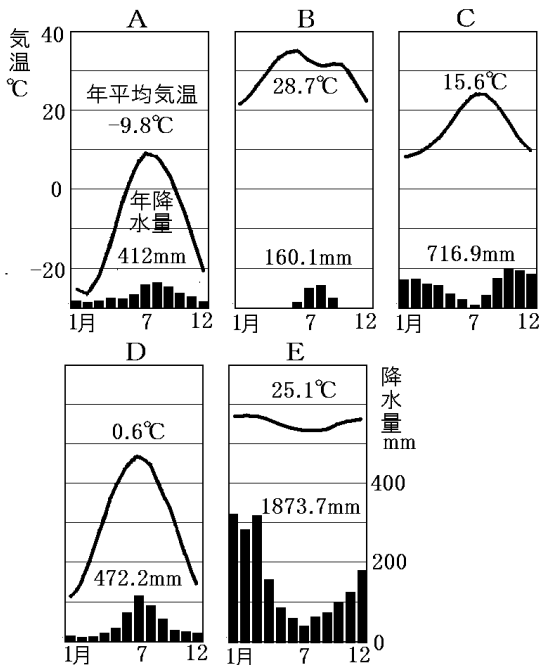 A
B
C
気温
℃
40
20
0
−20
年平均気温
−9.8℃
年降
水量
412mm
1月 7 12
28.7℃
160.1mm
1月 7 12
15.6℃
716.9mm
1月 7 12
D
E
0.6℃
472.2mm
1月 7 12
25.1℃
1873.7mm
1月 7 12
降水量
mm
400
200
0